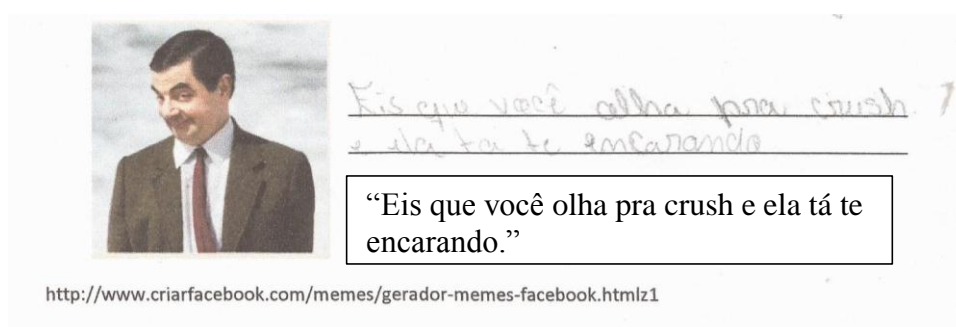 Eis que você olha pra crush
e ela tá te encarando
“Eis que você olha pra crush e ela tá te
encarando.”
http://www.criarfacebook.com/memes/gerador-memes-facebook.htmlz1